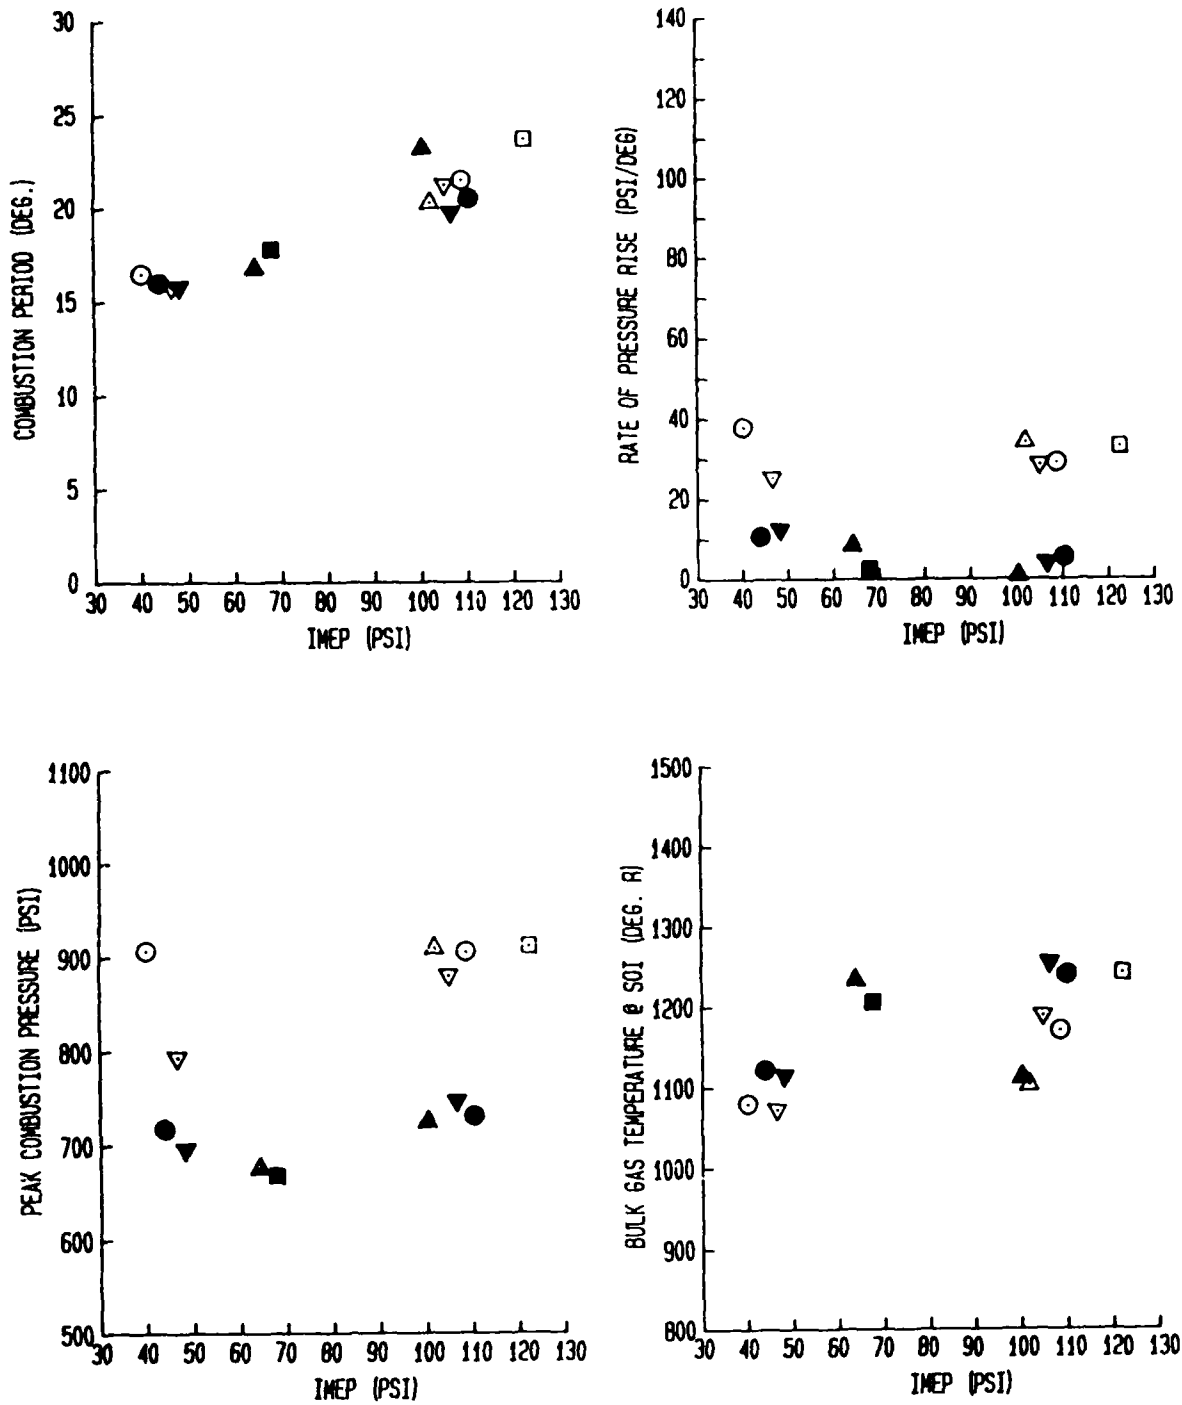 30
25
20
15
10
5
0
COMBUSTION PERIOD (DEG.)
30 40 50 60 70 80 90 100 110 120 130
IMEP (PSI)
140
120
100
80
60
40
20
0
RATE OF PRESSURE RISE (PSI/DEG)
30 40 50 60 70 80 90 100 110 120 130
IMEP (PSI)
1100
1000
900
800
700
600
500
PEAK COMBUSTION PRESSURE (PSI)
30 40 50 60 70 80 90 100 110 120 130
IMEP (PSI)
1500
1400
1300
1200
1100
1000
900
800
BULK GAS TEMPERATURE @ SOI (DEG. R)
30 40 50 60 70 80 90 100 110 120 130
IMEP (PSI)